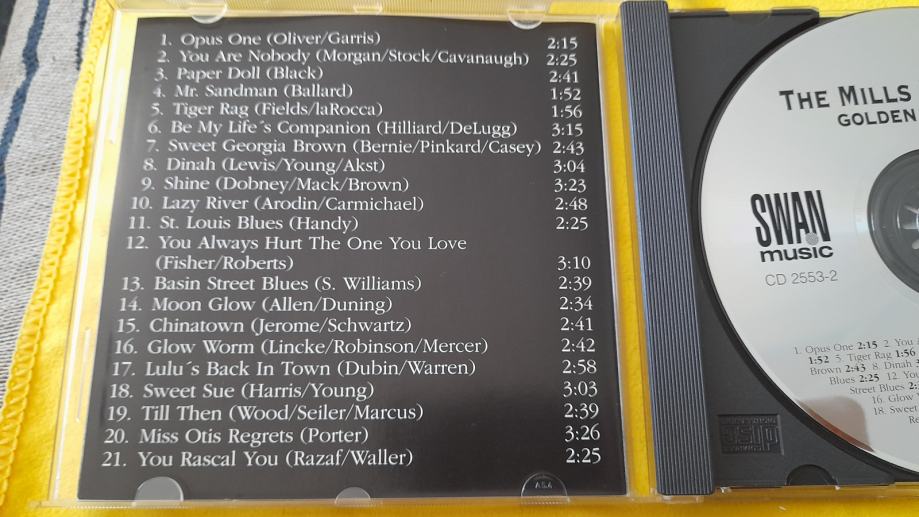 1. Opus One (Oliver/Garris) 2:15
2. You Are Nobody (Morgan/Stock/Cavanaugh) 2:25
3. Paper Doll (Black) 2:41
4. Mr. Sandman (Ballard) 1:52
5. Tiger Rag (Fields/laRocca) 1:56
6. Be My Life´s Companion (Hilliard/DeLugg) 3:15
7. Sweet Georgia Brown (Bernie/Pinkard/Casey) 2:43
8. Dinah (Lewis/Young/Akst) 3:04
9. Shine (Dobney/Mack/Brown) 3:23
10. Lazy River (Arodin/Carmichael) 2:48
11. St. Louis Blues (Handy) 2:25
12. You Always Hurt The One You Love
(Fisher/Roberts) 3:10
13. Basin Street Blues (S. Williams) 2:39
14. Moon Glow (Allen/Duning) 2:34
15. Chinatown (Jerome/Schwartz) 2:41
16. Glow Worm (Lincke/Robinson/Mercer) 2:42
17. Lulu´s Back In Town (Dubin/Warren) 2:58
18. Sweet Sue (Harris/Young) 3:03
19. Till Then (Wood/Seiler/Marcus) 2:39
20. Miss Otis Regrets (Porter) 3:26
21. You Rascal You (Razaf/Waller) 2:25
THE MILLS
GOLDEN
SWAN
music
CD 2553-2
1. Opus One 2:15 2. You
1:52 5. Tiger Rag 1:56
Brown 2:43 8. Dinah
Blues 2:25 12. You
Street Blues
16. Glow
18. Sweet
Re